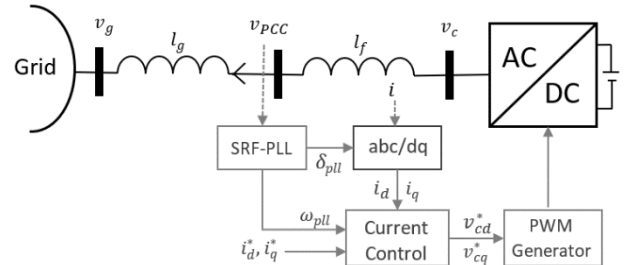 v_g
l_g
v_PCC
l_f
v_c
Grid
AC
DC
i
SRF-PLL
δ_pll
abc/dq
i_d
i_q
ω_pll
i_d^*, i_q^*
Current
Control
v_cd^*
v_cq^*
PWM
Generator